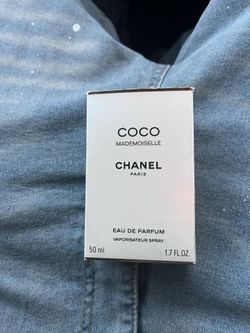 COCO
MADEMOISELLE
CHANEL
PARIS
EAU DE PARFUM
VAPORISATEUR SPRAY
50 ml 1.7 FL. OZ.